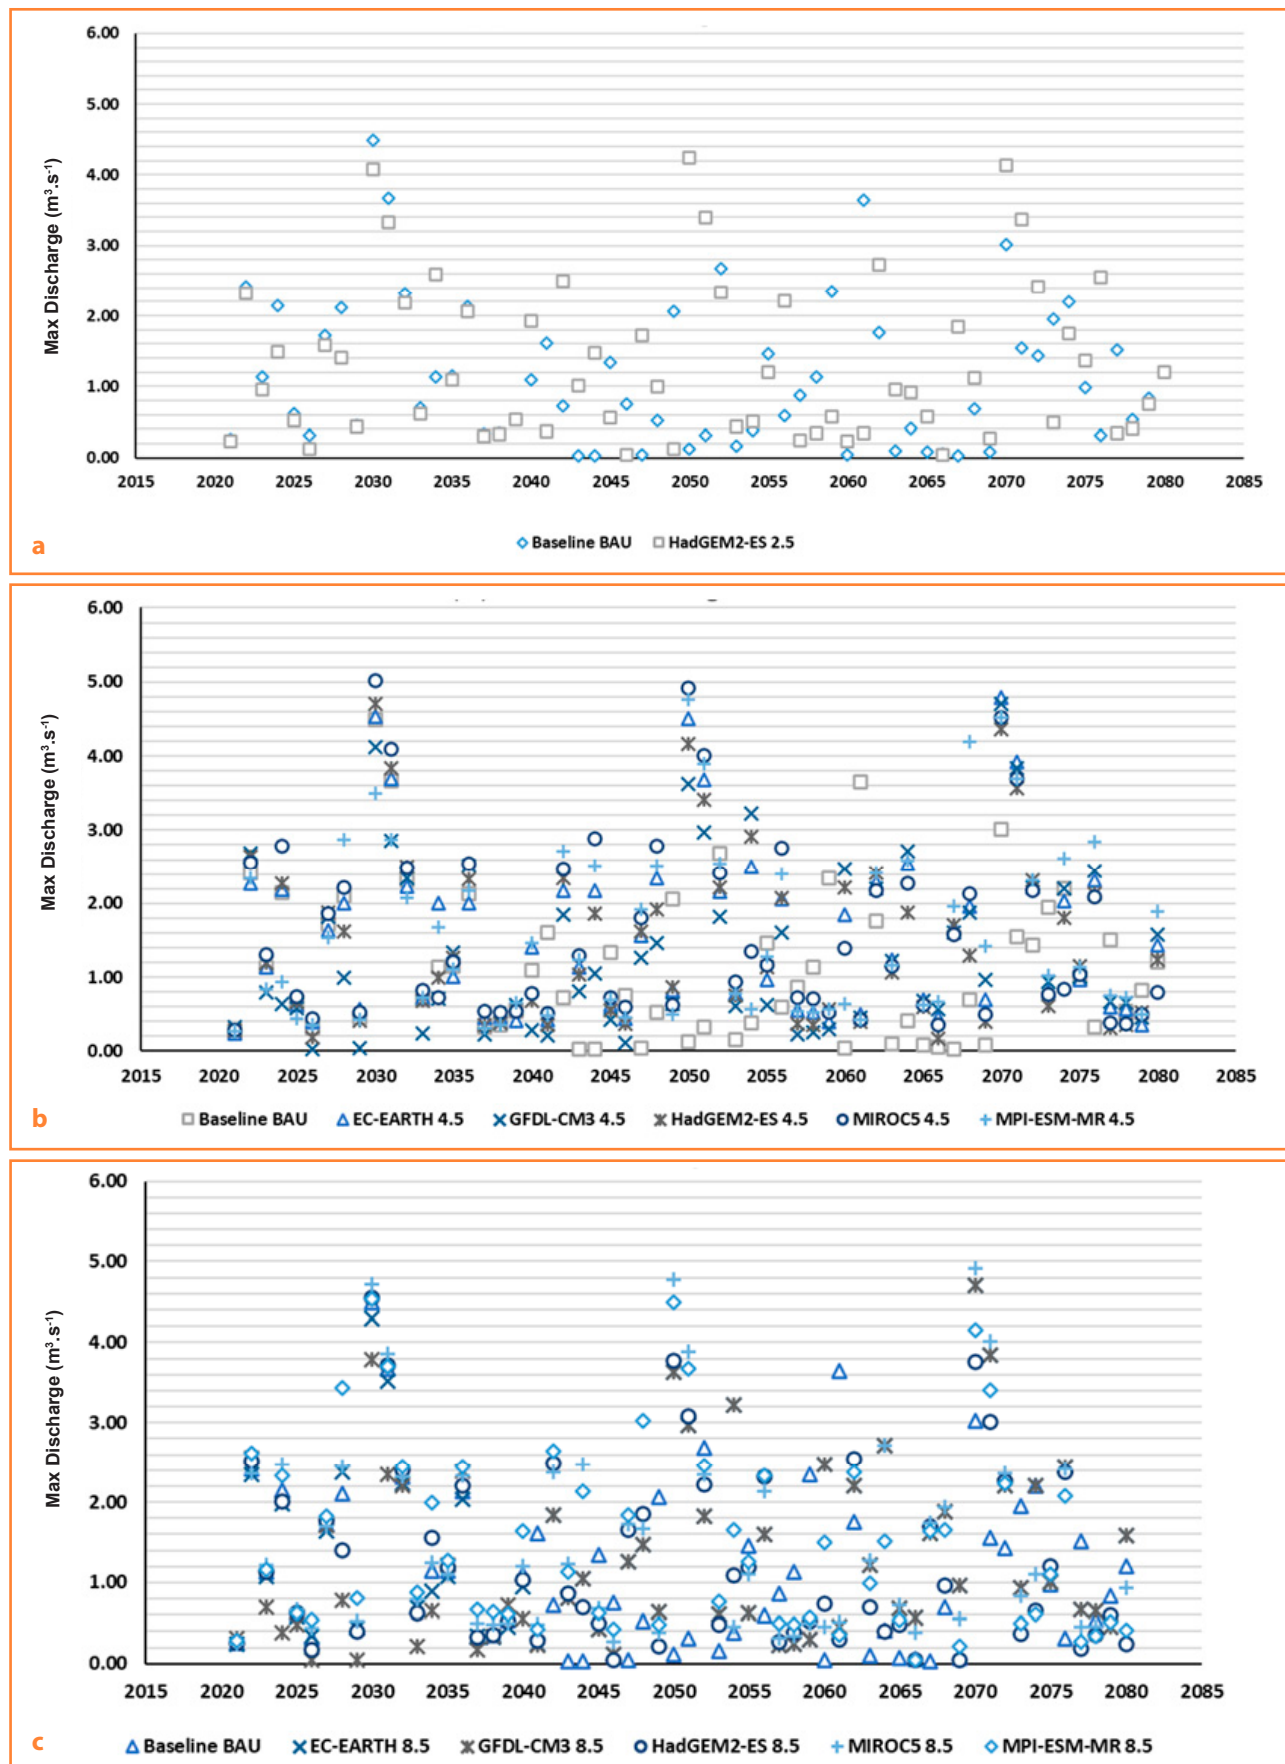 6.00
5.00
4.00
3.00
2.00
1.00
0.00
Max Discharge (m³.s⁻¹)
2015 2020 2025 2030 2035 2040 2045 2050 2055 2060 2065 2070 2075 2080 2085
Baseline BAU HadGEM2-ES 2.5
a
6.00
5.00
4.00
3.00
2.00
1.00
0.00
Max Discharge (m³.s⁻¹)
2015 2020 2025 2030 2035 2040 2045 2050 2055 2060 2065 2070 2075 2080 2085
Baseline BAU EC-EARTH 4.5 GFDL-CM3 4.5 HadGEM2-ES 4.5 MIROC5 4.5 MPI-ESM-MR 4.5
b
6.00
5.00
4.00
3.00
2.00
1.00
0.00
Max Discharge (m³.s⁻¹)
2015 2020 2025 2030 2035 2040 2045 2050 2055 2060 2065 2070 2075 2080 2085
Baseline BAU EC-EARTH 8.5 GFDL-CM3 8.5 HadGEM2-ES 8.5 MIROC5 8.5 MPI-ESM-MR 8.5
c